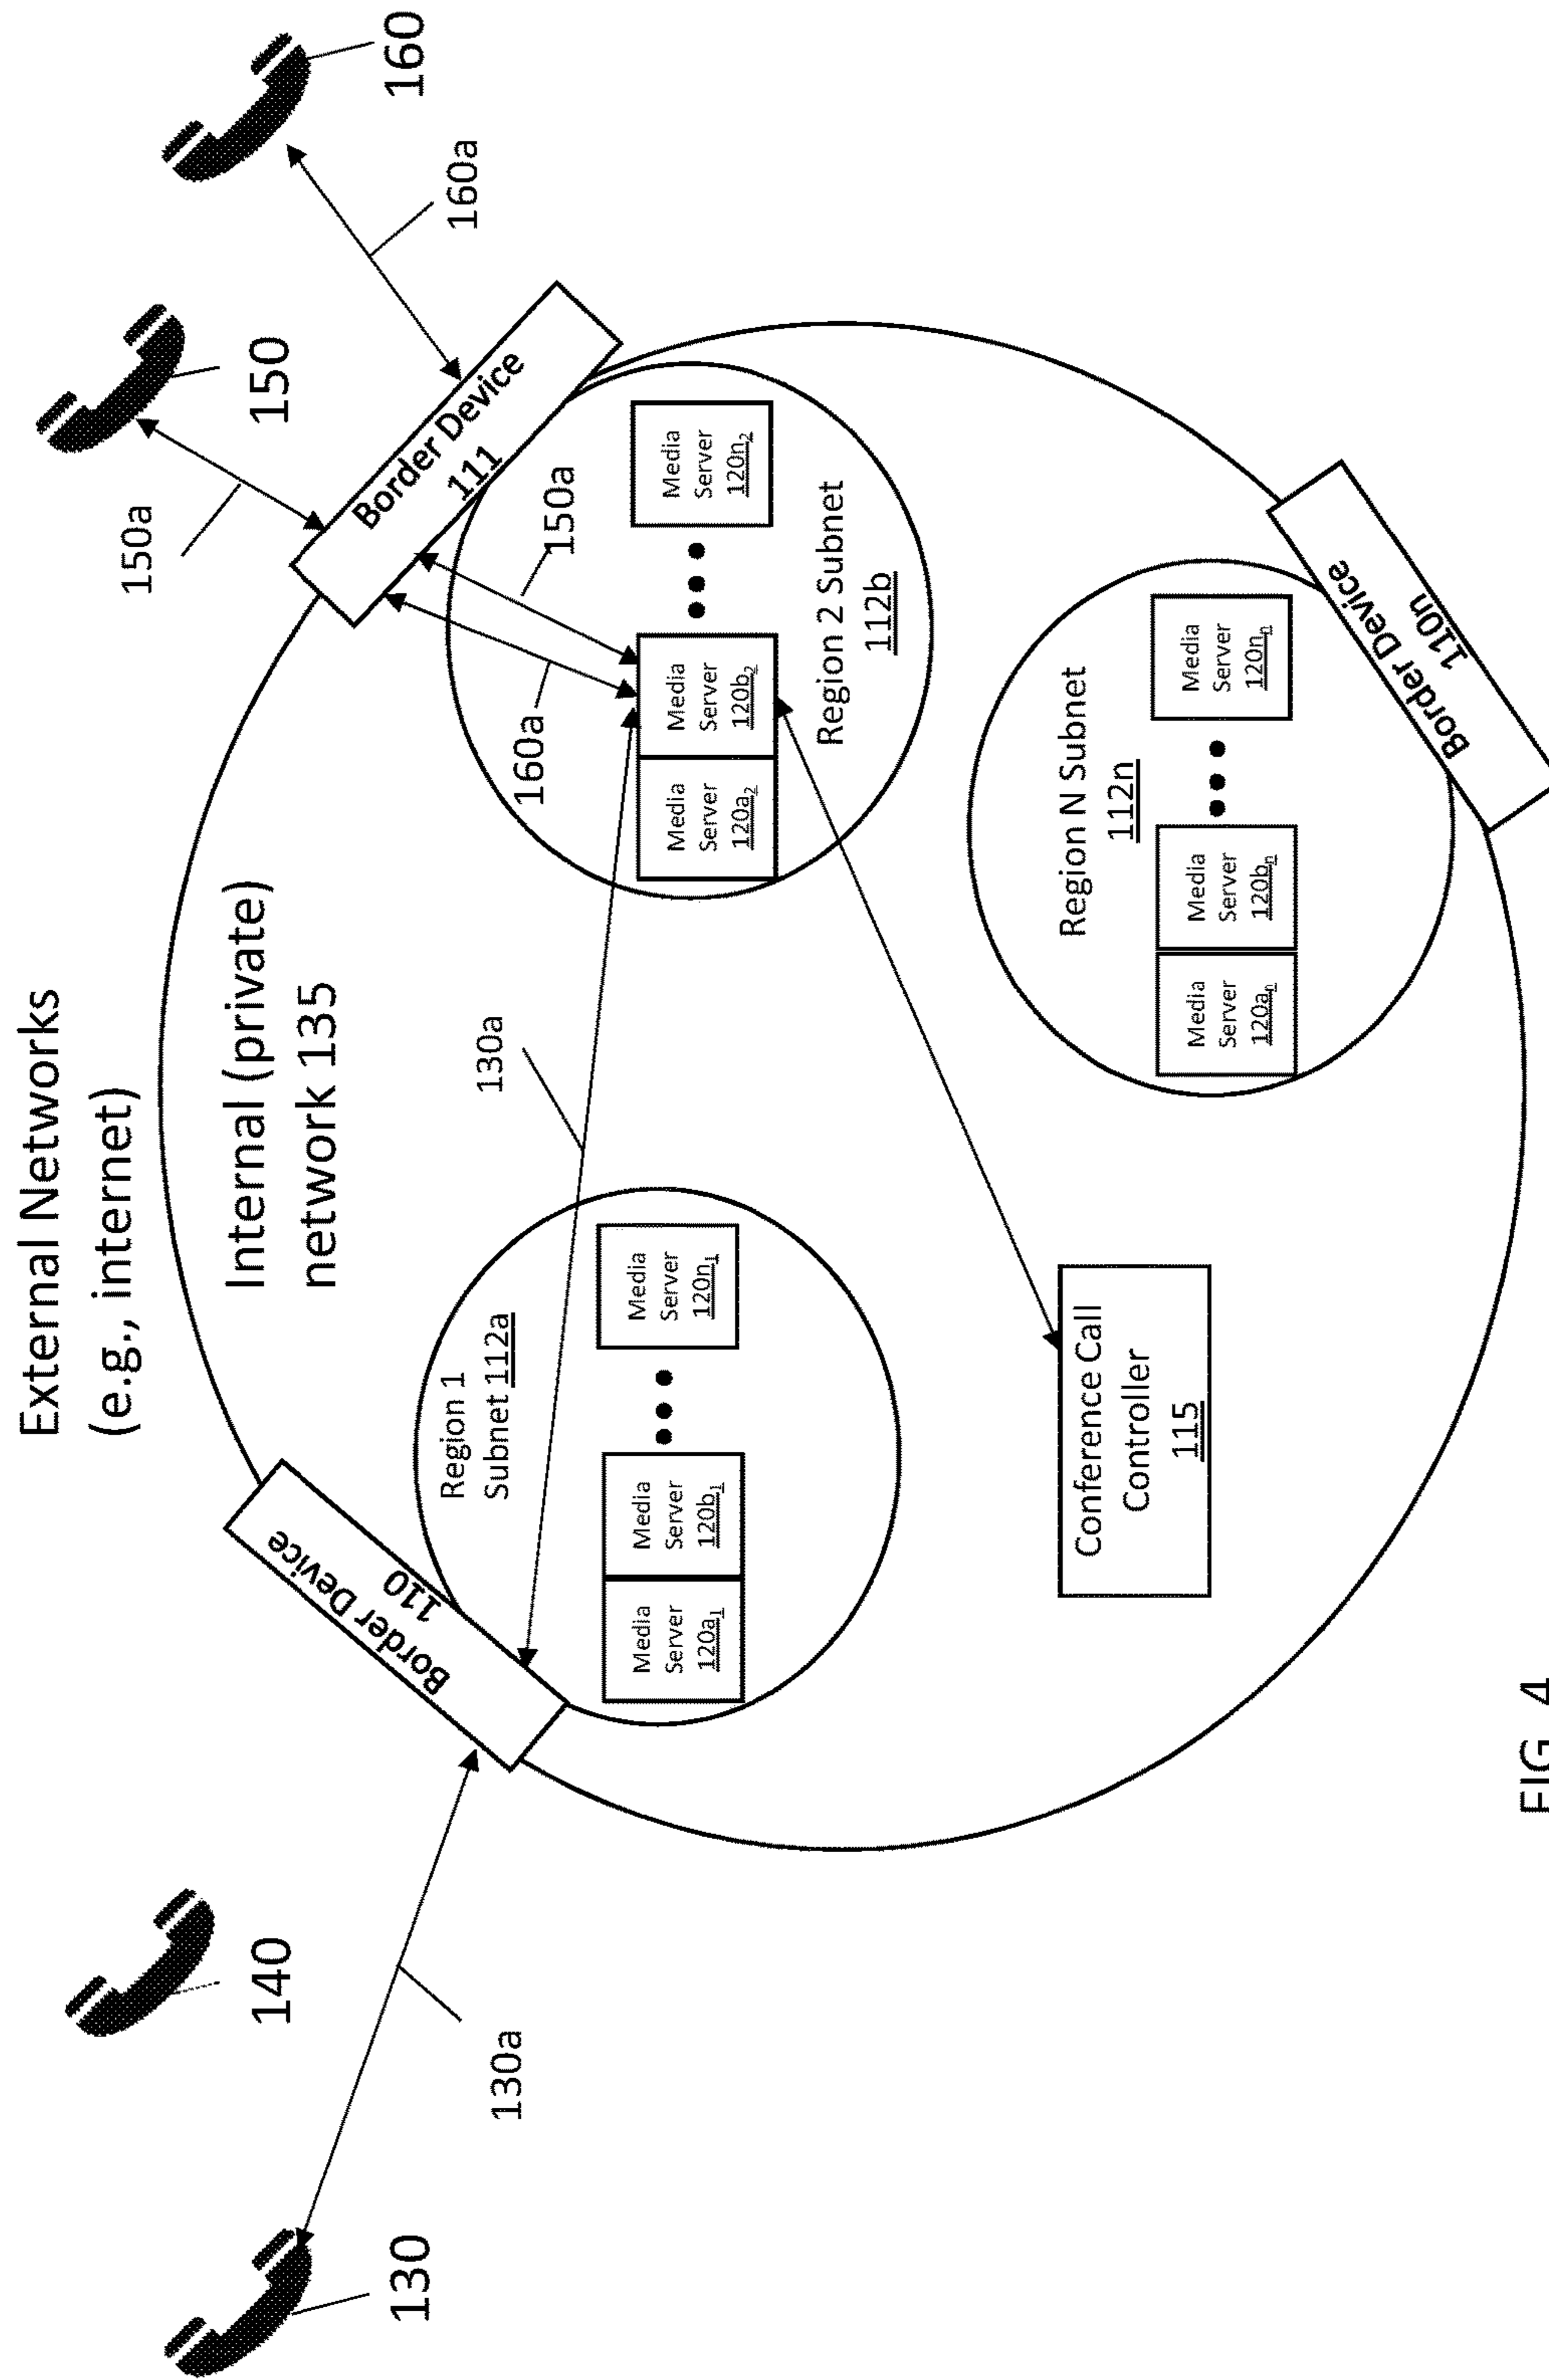 External Networks
(e.g., internet)
Internal (private)
network 135
130
130a
140
150
150a
160
160a
Border Device
110
Border Device
111
Region 1
Subnet 112a
Media
Server
120a1
Media
Server
120b1
Media
Server
120n1
130a
160a
150a
Media
Server
120a2
Media
Server
120b2
Media
Server
120n2
Region 2 Subnet
112b
Conference Call
Controller
115
Region N Subnet
112n
Media
Server
120an
Media
Server
120bn
Media
Server
120nn
Border Device
110n
FIG. 4